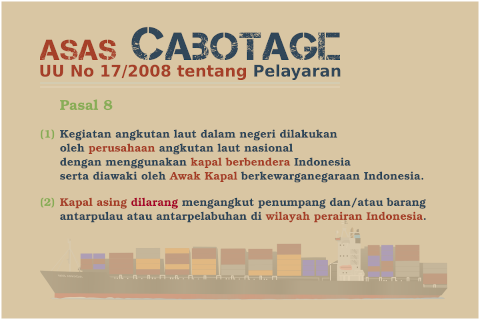 ASAS CABOTAGE
UU No 17/2008 tentang Pelayaran
Pasal 8
(1) Kegiatan angkutan laut dalam negeri dilakukan
oleh perusahaan angkutan laut nasional
dengan menggunakan kapal berbendera Indonesia
serta diawaki oleh Awak Kapal berkewarganegaraan Indonesia.
(2) Kapal asing dilarang mengangkut penumpang dan/atau barang
antarpulau atau antarpelabuhan di wilayah perairan Indonesia.